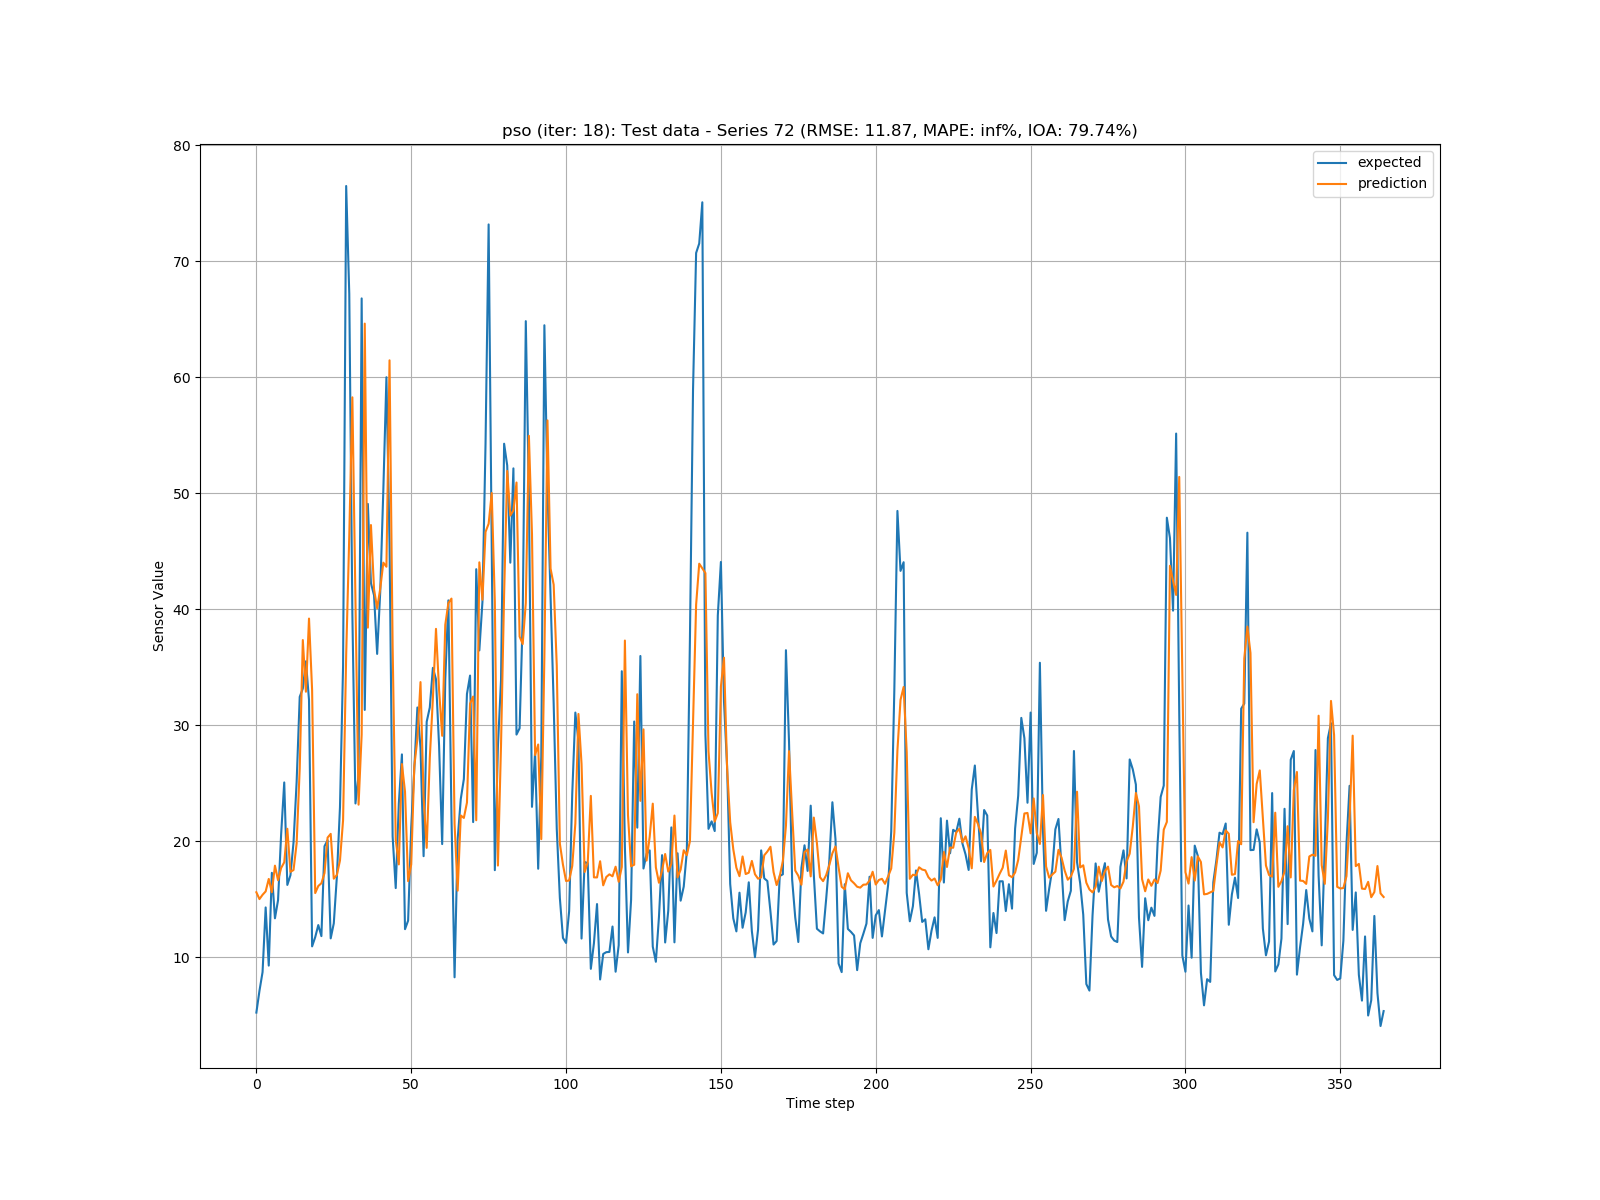 pso (iter: 18): Test data - Series 72 (RMSE: 11.87, MAPE: inf%, IOA: 79.74%)
expected
prediction
80
70
60
50
40
30
20
10
Sensor Value
0 50 100 150 200 250 300 350
Time step